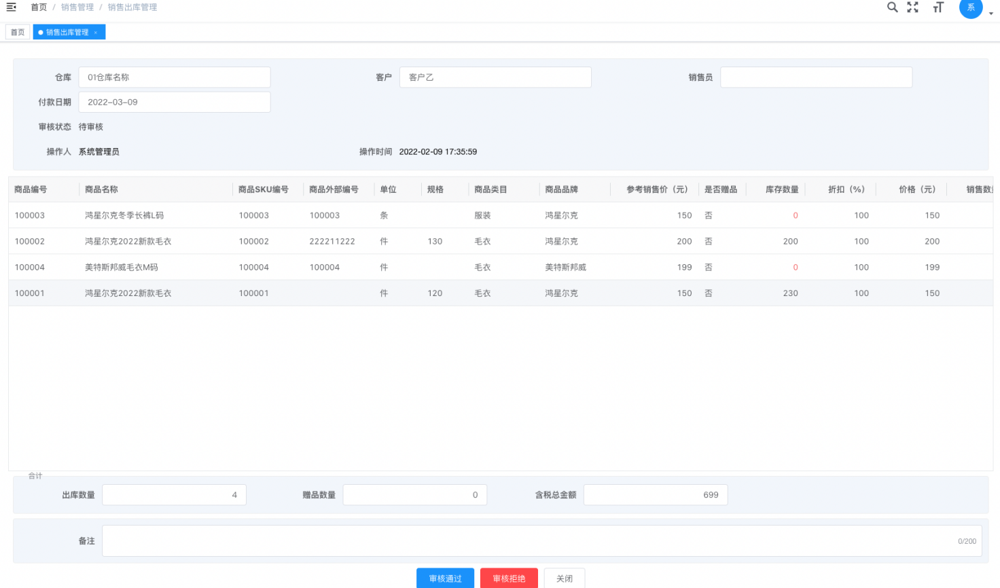 首页 / 销售管理 / 销售出库管理
系
首页 销售出库管理 ×
仓库 01仓库名称 客户 客户乙 销售员
付款日期 2022-03-09
审核状态 待审核
操作人 系统管理员 操作时间 2022-02-09 17:35:59
商品编号 商品名称 商品SKU编号 商品外部编号 单位 规格 商品类目 商品品牌 参考销售价（元） 是否赠品 库存数量 折扣（%） 价格（元） 销售数
100003 鸿星尔克冬季长裤L码 100003 100003 条 服装 鸿星尔克 150 否 0 100 150
100002 鸿星尔克2022新款毛衣 100002 222211222 件 130 毛衣 鸿星尔克 200 否 200 100 200
100004 美特斯邦威毛衣M码 100004 100004 件 毛衣 美特斯邦威 199 否 0 100 199
100001 鸿星尔克2022新款毛衣 100001 件 120 毛衣 鸿星尔克 150 否 230 100 150
合计
出库数量 4 赠品数量 0 含税总金额 699
备注 0/200
审核通过 审核拒绝 关闭